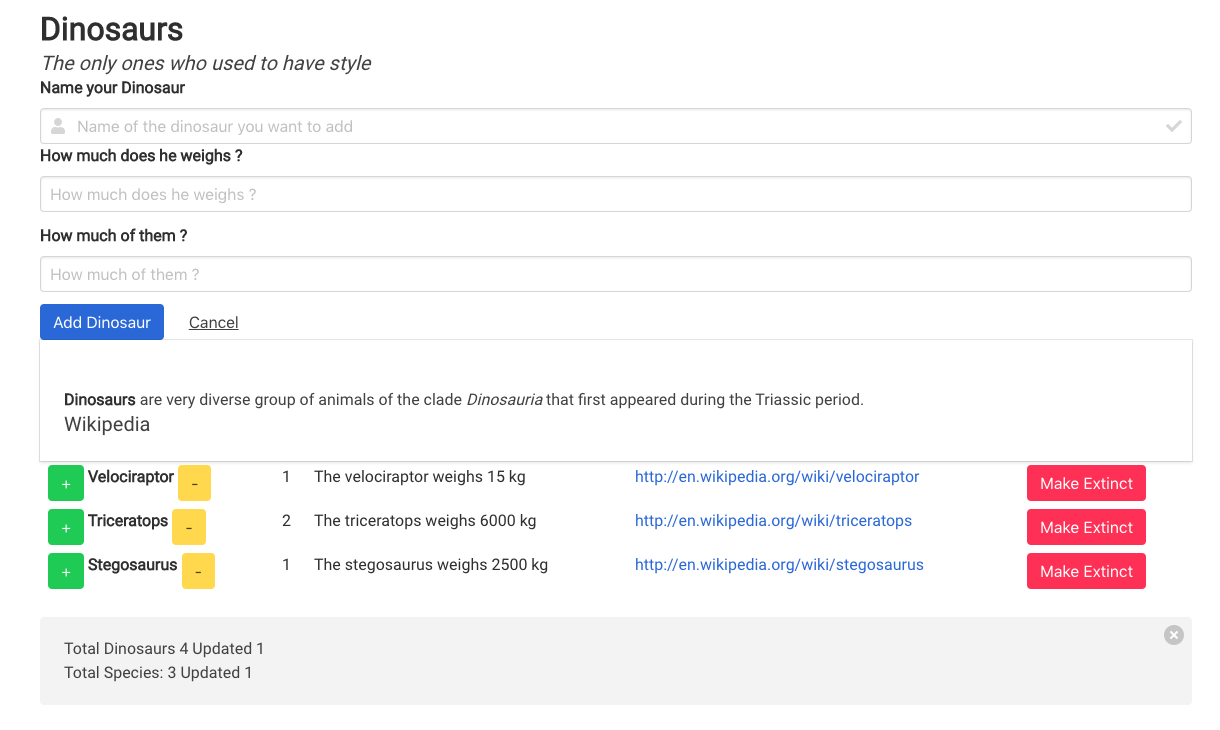 Dinosaurs
The only ones who used to have style
Name your Dinosaur
Name of the dinosaur you want to add
How much does he weighs ?
How much does he weighs ?
How much of them ?
How much of them ?
Add Dinosaur Cancel
Dinosaurs are very diverse group of animals of the clade Dinosauria that first appeared during the Triassic period.
Wikipedia
+ Velociraptor - 1 The velociraptor weighs 15 kg http://en.wikipedia.org/wiki/velociraptor Make Extinct
+ Triceratops - 2 The triceratops weighs 6000 kg http://en.wikipedia.org/wiki/triceratops Make Extinct
+ Stegosaurus - 1 The stegosaurus weighs 2500 kg http://en.wikipedia.org/wiki/stegosaurus Make Extinct
Total Dinosaurs 4 Updated 1
Total Species: 3 Updated 1